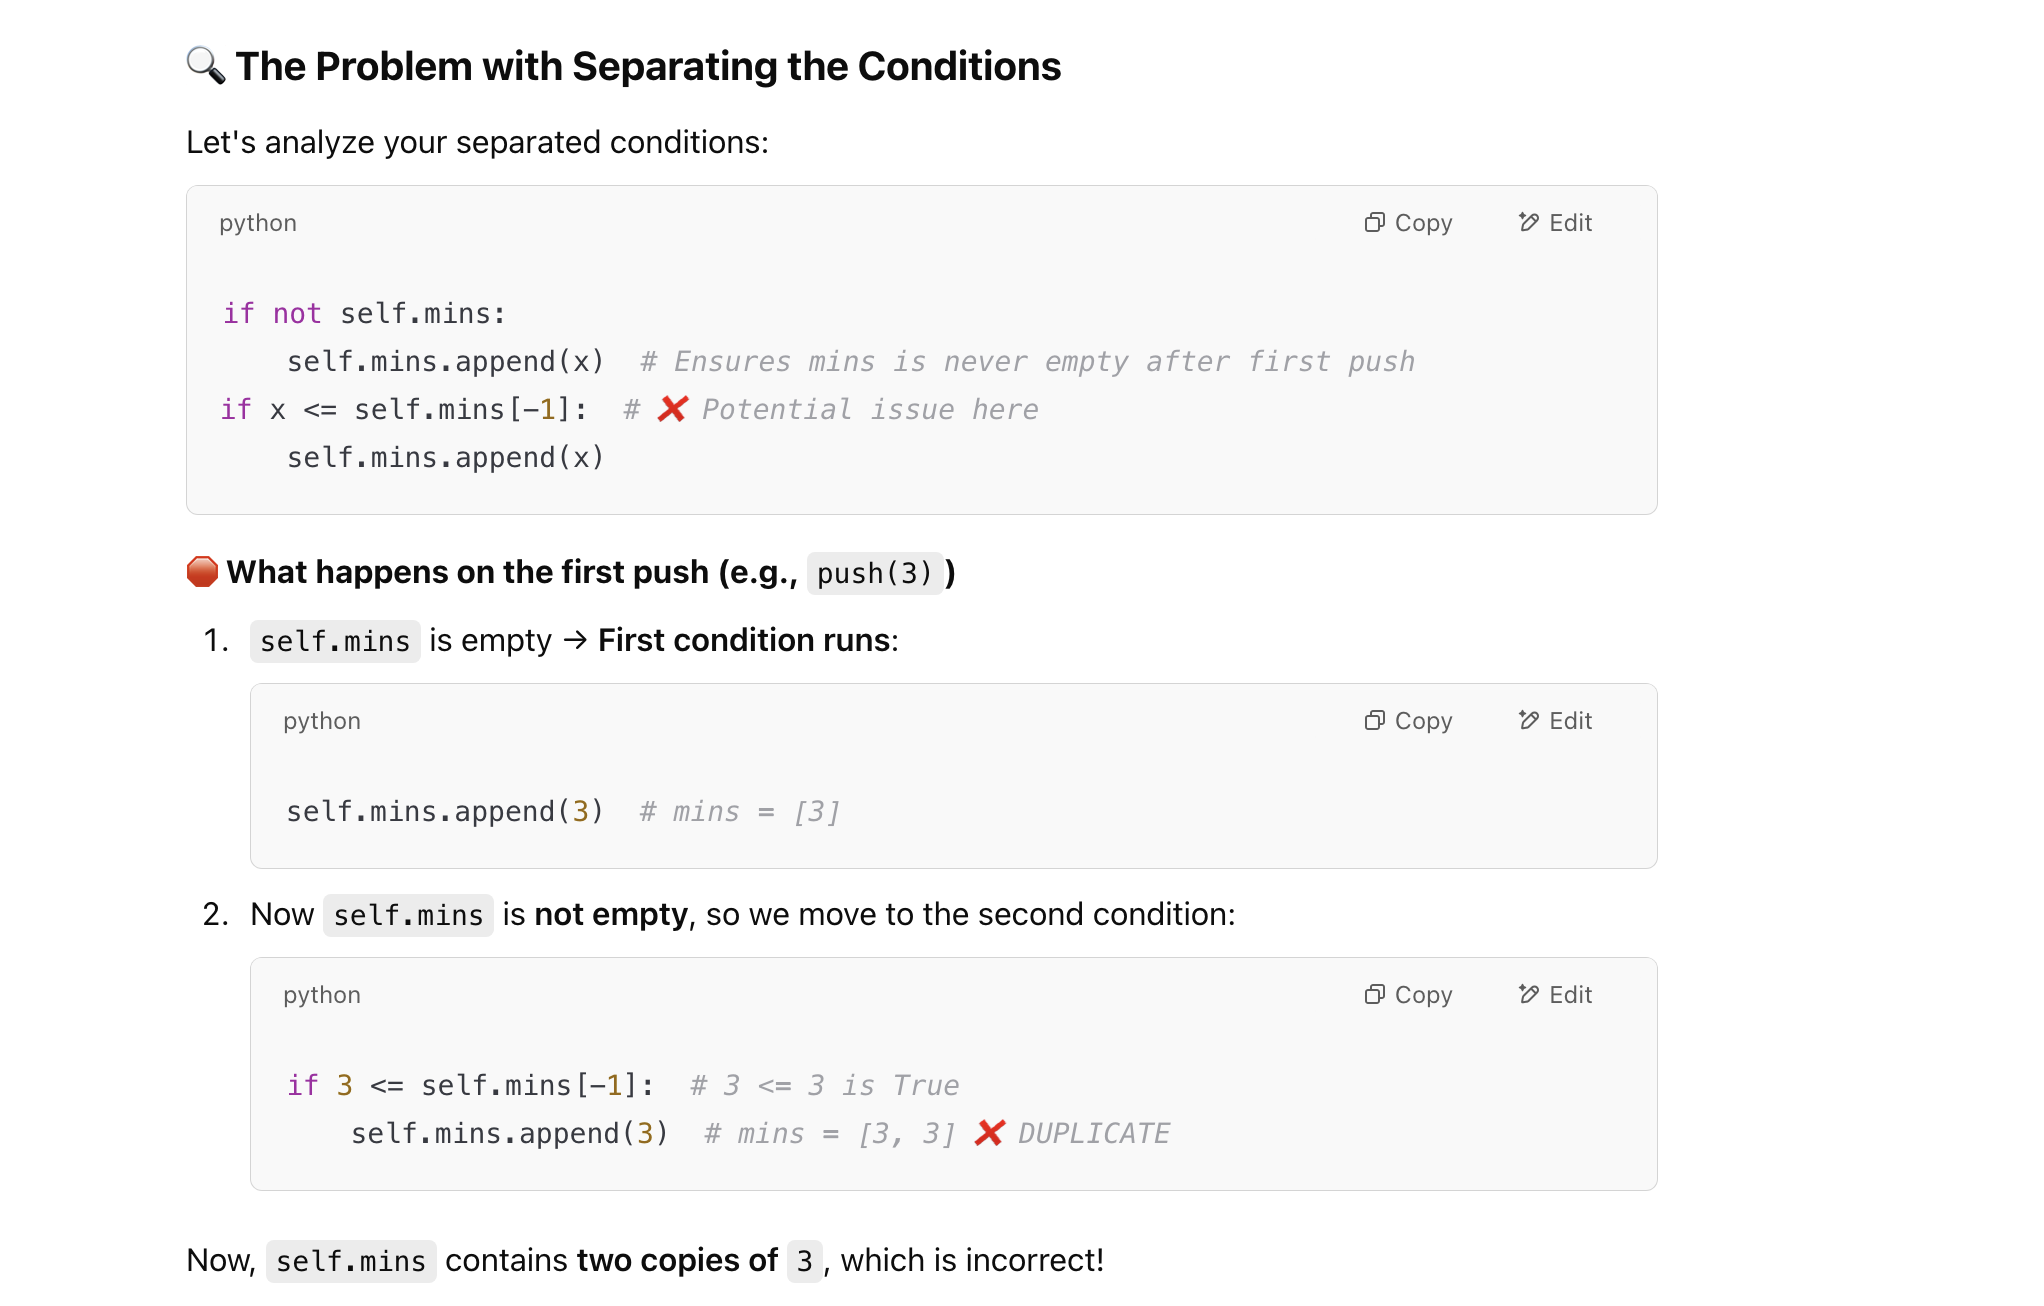 🔍 The Problem with Separating the Conditions
Let's analyze your separated conditions:
python Copy Edit
if not self.mins:
    self.mins.append(x)  # Ensures mins is never empty after first push
if x <= self.mins[-1]:  # ❌ Potential issue here
    self.mins.append(x)
🛑 What happens on the first push (e.g., push(3))
1. self.mins is empty → First condition runs:
python Copy Edit
self.mins.append(3)  # mins = [3]
2. Now self.mins is not empty, so we move to the second condition:
python Copy Edit
if 3 <= self.mins[-1]:  # 3 <= 3 is True
    self.mins.append(3)  # mins = [3, 3] ❌ DUPLICATE
Now, self.mins contains two copies of 3, which is incorrect!